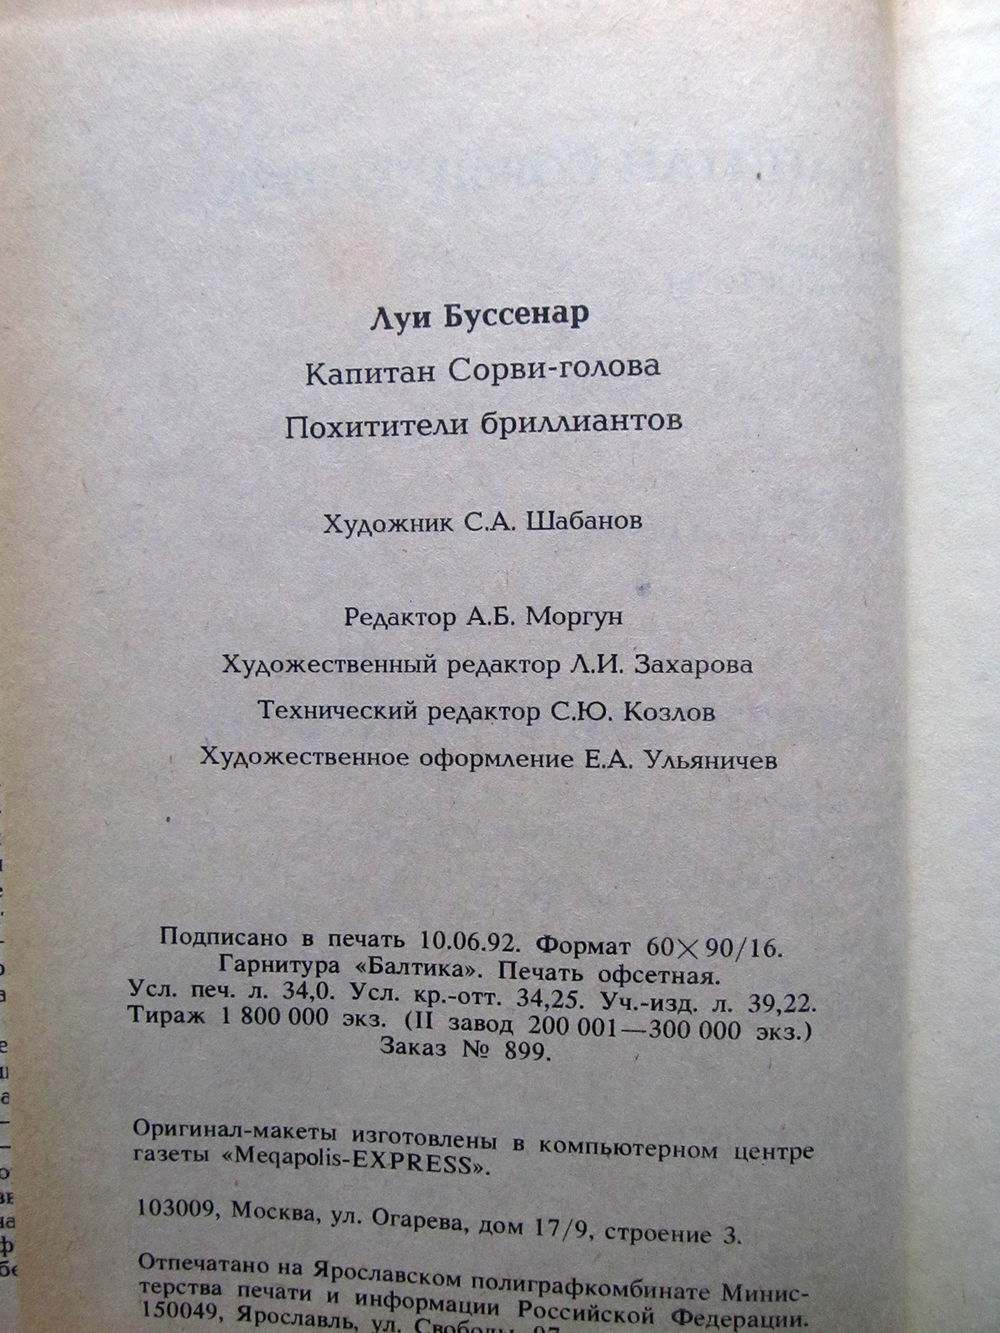 Луи Буссенар
Капитан Сорви-голова
Похитители бриллиантов
Художник С.А. Шабанов
Редактор А.Б. Моргун
Художественный редактор Л.И. Захарова
Технический редактор С.Ю. Козлов
Художественное оформление Е.А. Ульяничев
Подписано в печать 10.06.92. Формат 60×90/16.
Гарнитура «Балтика». Печать офсетная.
Усл. печ. л. 34,0. Усл. кр.-отт. 34,25. Уч.-изд. л. 39,22.
Тираж 1 800 000 экз. (II завод 200 001—300 000 экз.)
Заказ № 899.
Оригинал-макеты изготовлены в компьютерном центре
газеты «Meqapolis-EXPRESS».
103009, Москва, ул. Огарева, дом 17/9, строение 3.
Отпечатано на Ярославском полиграфкомбинате Минис-
терства печати и информации Российской Федерации.
150049, Ярославль, ул. Свободы, 97